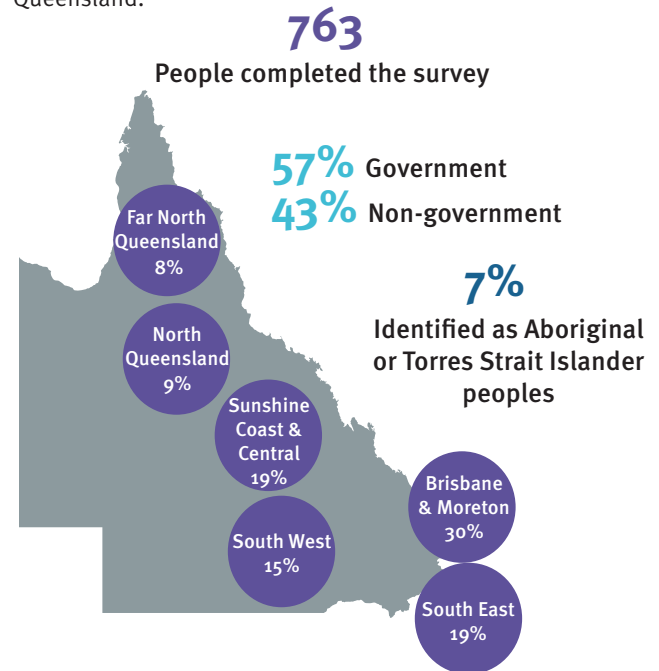 Queensland.
763
People completed the survey
57% Government
43% Non-government
7%
Identified as Aboriginal
or Torres Strait Islander
peoples
Far North
Queensland
8%
North
Queensland
9%
Sunshine
Coast &
Central
19%
Brisbane
& Moreton
30%
South West
15%
South East
19%